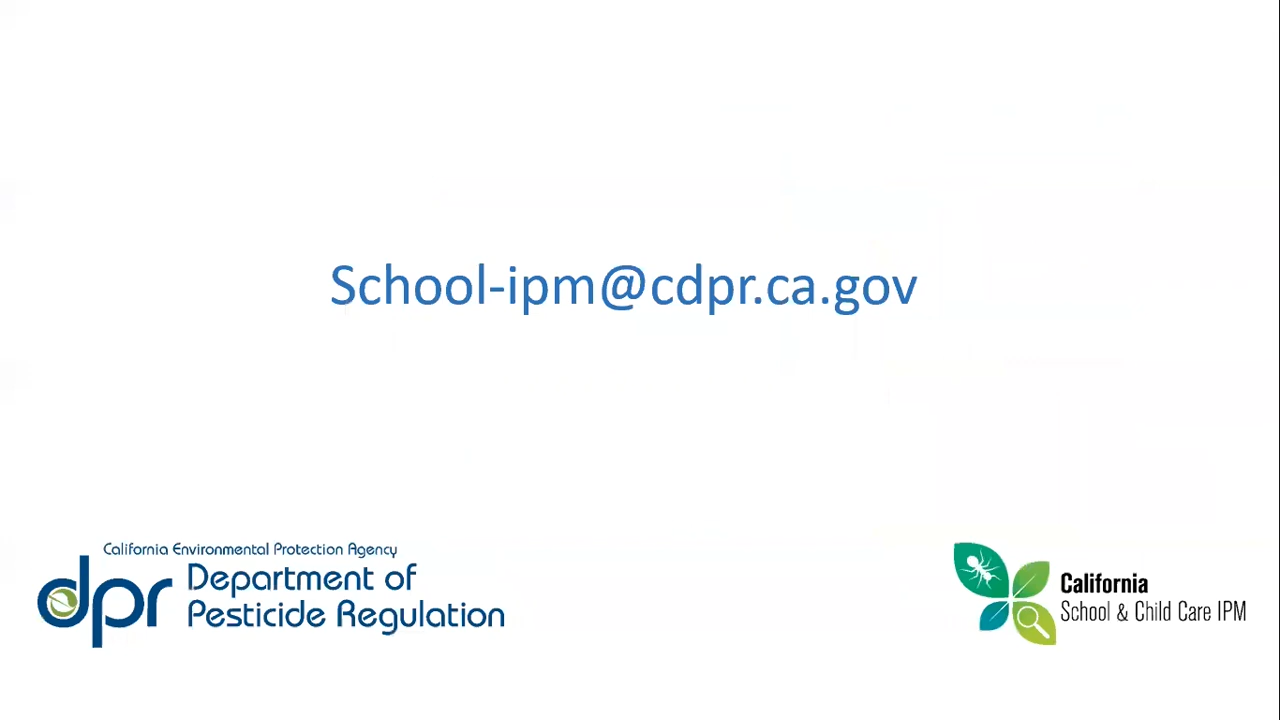 School-ipm@cdpr.ca.gov
California Environmental Protection Agency
dpr Department of
Pesticide Regulation
California
School & Child Care IPM